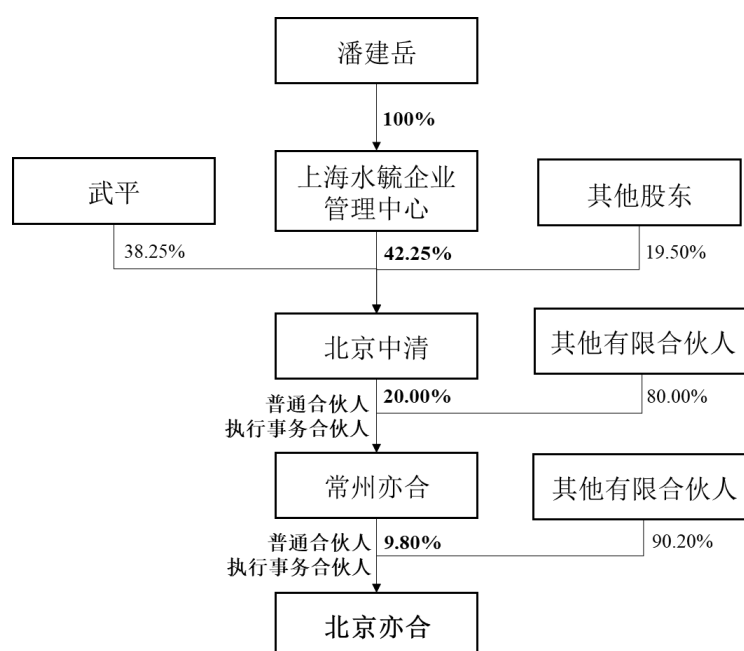 潘建岳
100%
武平
上海水毓企业
管理中心
其他股东
38.25%
42.25%
19.50%
北京中清
其他有限合伙人
普通合伙人
执行事务合伙人
20.00%
80.00%
常州亦合
其他有限合伙人
普通合伙人
执行事务合伙人
9.80%
90.20%
北京亦合